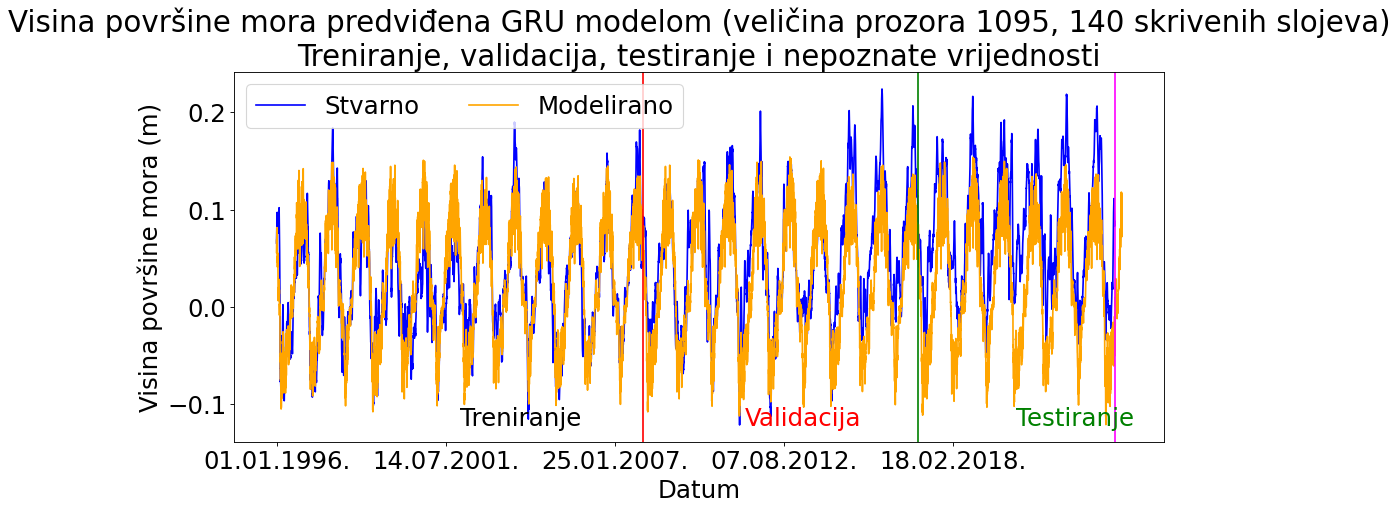 Visina površine mora predviđena GRU modelom (veličina prozora 1095, 140 skrivenih slojeva)
Treniranje, validacija, testiranje i nepoznate vrijednosti
Stvarno Modelirano
Visina površine mora (m)
0.2
0.1
0.0
−0.1
Treniranje Validacija Testiranje
01.01.1996. 14.07.2001. 25.01.2007. 07.08.2012. 18.02.2018.
Datum